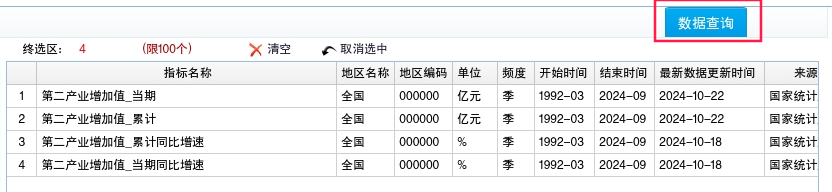 数据查询
终选区: 4 (限100个) 清空 取消选中
指标名称 地区名称 地区编码 单位 频度 开始时间 结束时间 最新数据更新时间 来源
1 第二产业增加值_当期 全国 000000 亿元 季 1992-03 2024-09 2024-10-22 国家统计
2 第二产业增加值_累计 全国 000000 亿元 季 1992-03 2024-09 2024-10-22 国家统计
3 第二产业增加值_累计同比增速 全国 000000 % 季 1992-03 2024-09 2024-10-18 国家统计
4 第二产业增加值_当期同比增速 全国 000000 % 季 1992-03 2024-09 2024-10-18 国家统计